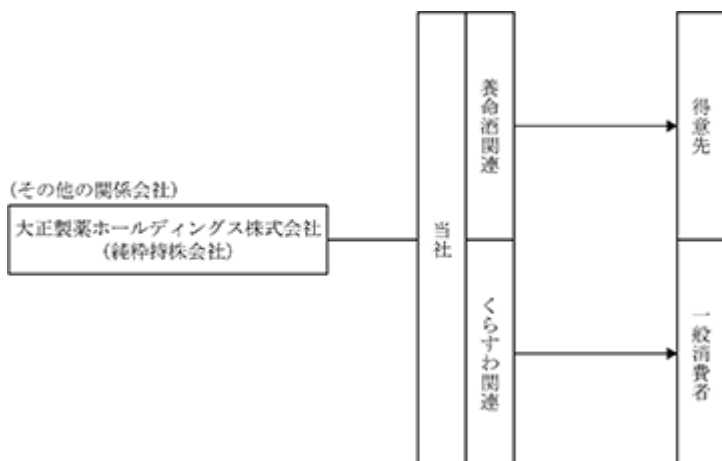 (その他の関係会社)
大正製薬ホールディングス株式会社
(純粋持株会社)
当社
養命酒関連
くらすわ関連
得意先
一般消費者